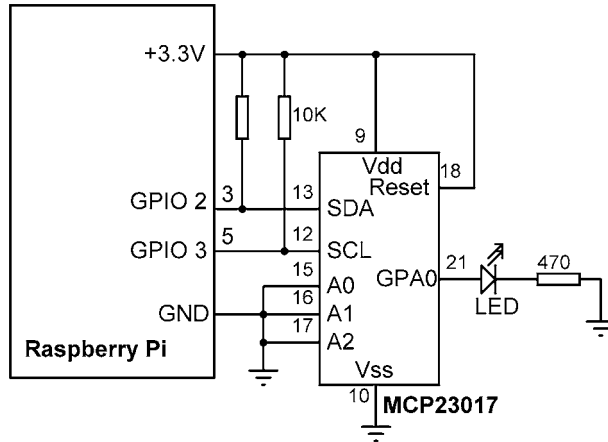 +3.3V
10K
9
Vdd
18
Reset
GPIO 2
3
13
SDA
GPIO 3
5
12
SCL
15
A0
GPA0
21
470
LED
GND
16
A1
17
A2
Raspberry Pi
Vss
10
MCP23017